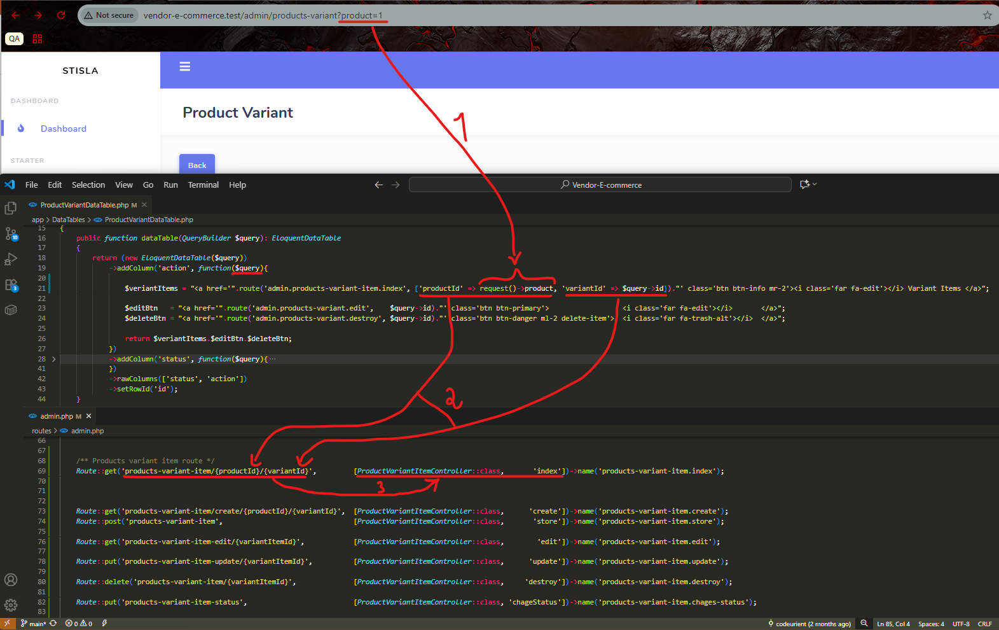 Not secure vendor-e-commerce.test/admin/products-variant?product=1
QA
STISLA
DASHBOARD
Product Variant
Dashboard
1
STARTER
Back
File Edit Selection View Go Run Terminal Help Vendor-E-commerce
ProductVariantDataTable.php M
app > DataTables > ProductVariantDataTable.php
15 {
16 public function dataTable(QueryBuilder $query): EloquentDataTable
17 {
18 return (new EloquentDataTable($query))
19 ->addColumn('action', function($query){
20
21 $veriantItems = "<a href='".route('admin.products-variant-item.index', ['productId' => request()->product, 'variantId' => $query->id])."' class='btn btn-info mr-2'><i class='far fa-edit'></i> Variant Items </a>";
22
23 $editBtn = "<a href='".route('admin.products-variant.edit', $query->id)."' class='btn btn-primary'> <i class='far fa-edit'></i> </a>";
24 $deleteBtn = "<a href='".route('admin.products-variant.destroy', $query->id)."' class='btn btn-danger ml-2 delete-item'> <i class='far fa-trash-alt'></i> </a>";
25
26 return $veriantItems.$editBtn.$deleteBtn;
27 })
28 ->addColumn('status', function($query){ ···
41 })
42 ->rawColumns(['status', 'action'])
43 ->setRowId('id');
44 }
2
admin.php M
routes > admin.php
66
67
68 /** Products variant item route */
69 Route::get('products-variant-item/{productId}/{variantId}', [ProductVariantItemController::class, 'index'])->name('products-variant-item.index');
70
3
71
72
73 Route::get('products-variant-item/create/{productId}/{variantId}', [ProductVariantItemController::class, 'create'])->name('products-variant-item.create');
74 Route::post('products-variant-item', [ProductVariantItemController::class, 'store'])->name('products-variant-item.store');
75
76 Route::get('products-variant-item-edit/{variantItemId}', [ProductVariantItemController::class, 'edit'])->name('products-variant-item.edit');
77
78 Route::put('products-variant-item-update/{variantItemId}', [ProductVariantItemController::class, 'update'])->name('products-variant-item.update');
79
80 Route::delete('products-variant-item/{variantItemId}', [ProductVariantItemController::class, 'destroy'])->name('products-variant-item.destroy');
81
82 Route::put('products-variant-item-status', [ProductVariantItemController::class, 'chageStatus'])->name('products-variant-item.chages-status');
83
main* 0 0 codeurient (2 months ago) Ln 85, Col 4 Spaces: 4 UTF-8 CRLF
10
3